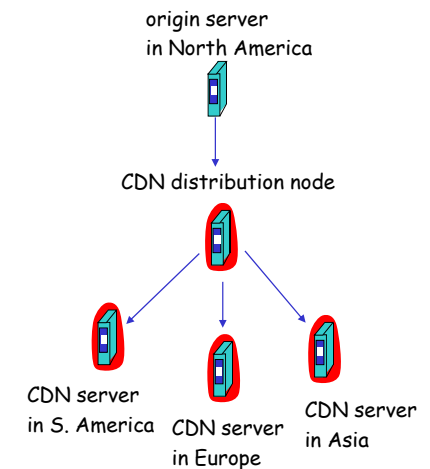 origin server
in North America
CDN distribution node
CDN server
in S. America
CDN server
in Europe
CDN server
in Asia